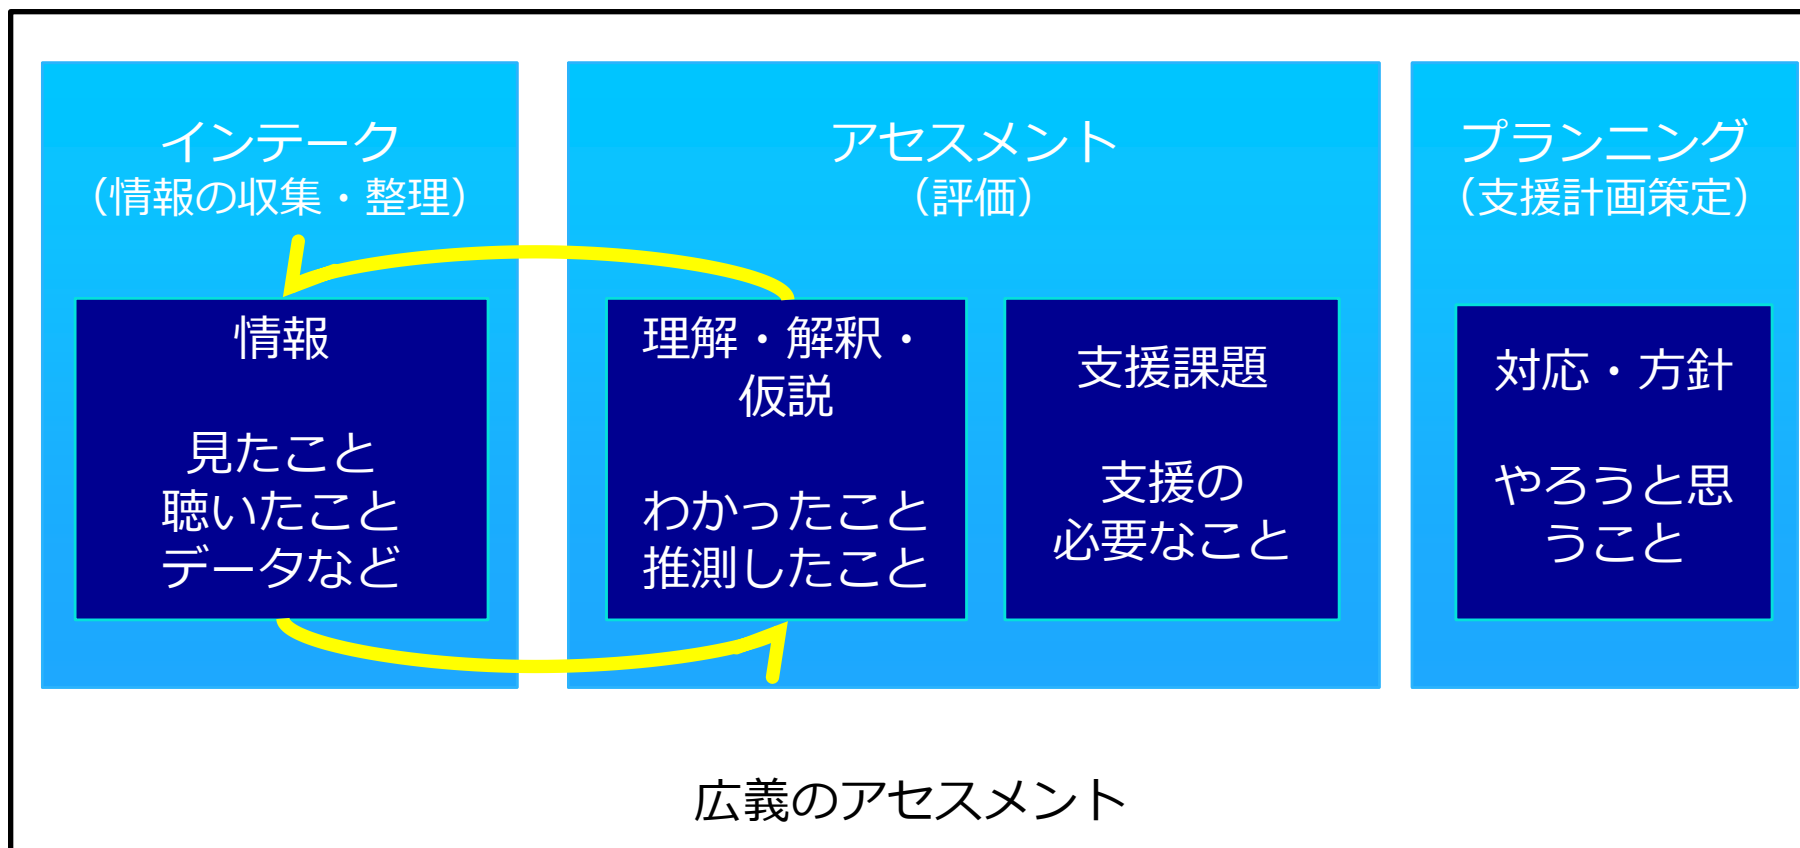 インテーク
（情報の収集・整理）
情報
見たこと
聴いたこと
データなど
アセスメント
（評価）
理解・解釈・
仮説
わかったこと
推測したこと
支援課題
支援の
必要なこと
プランニング
（支援計画策定）
対応・方針
やろうと思
うこと
広義のアセスメント